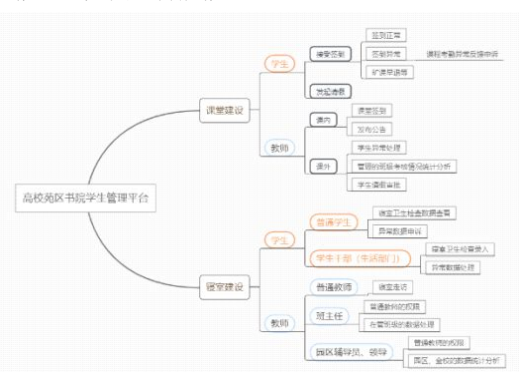 高校苑区书院学生管理平台
课堂建设
学生
接受签到
签到正常
签到异常
课程考勤异常反馈申诉
旷课早退等
发起请假
教师
课内
课堂签到
发布公告
课外
学生异常处理
管辖的班级考核情况统计分析
学生请假审批
寝室建设
学生
普通学生
寝室卫生检查数据查看
异常数据申诉
学生干部（生活部门）
寝室卫生检查录入
异常数据处理
教师
普通教师
寝室走访
班主任
普通教师的权限
在管班级的数据处理
园区辅导员、领导
普通教师的权限
园区、全校的数据统计分析